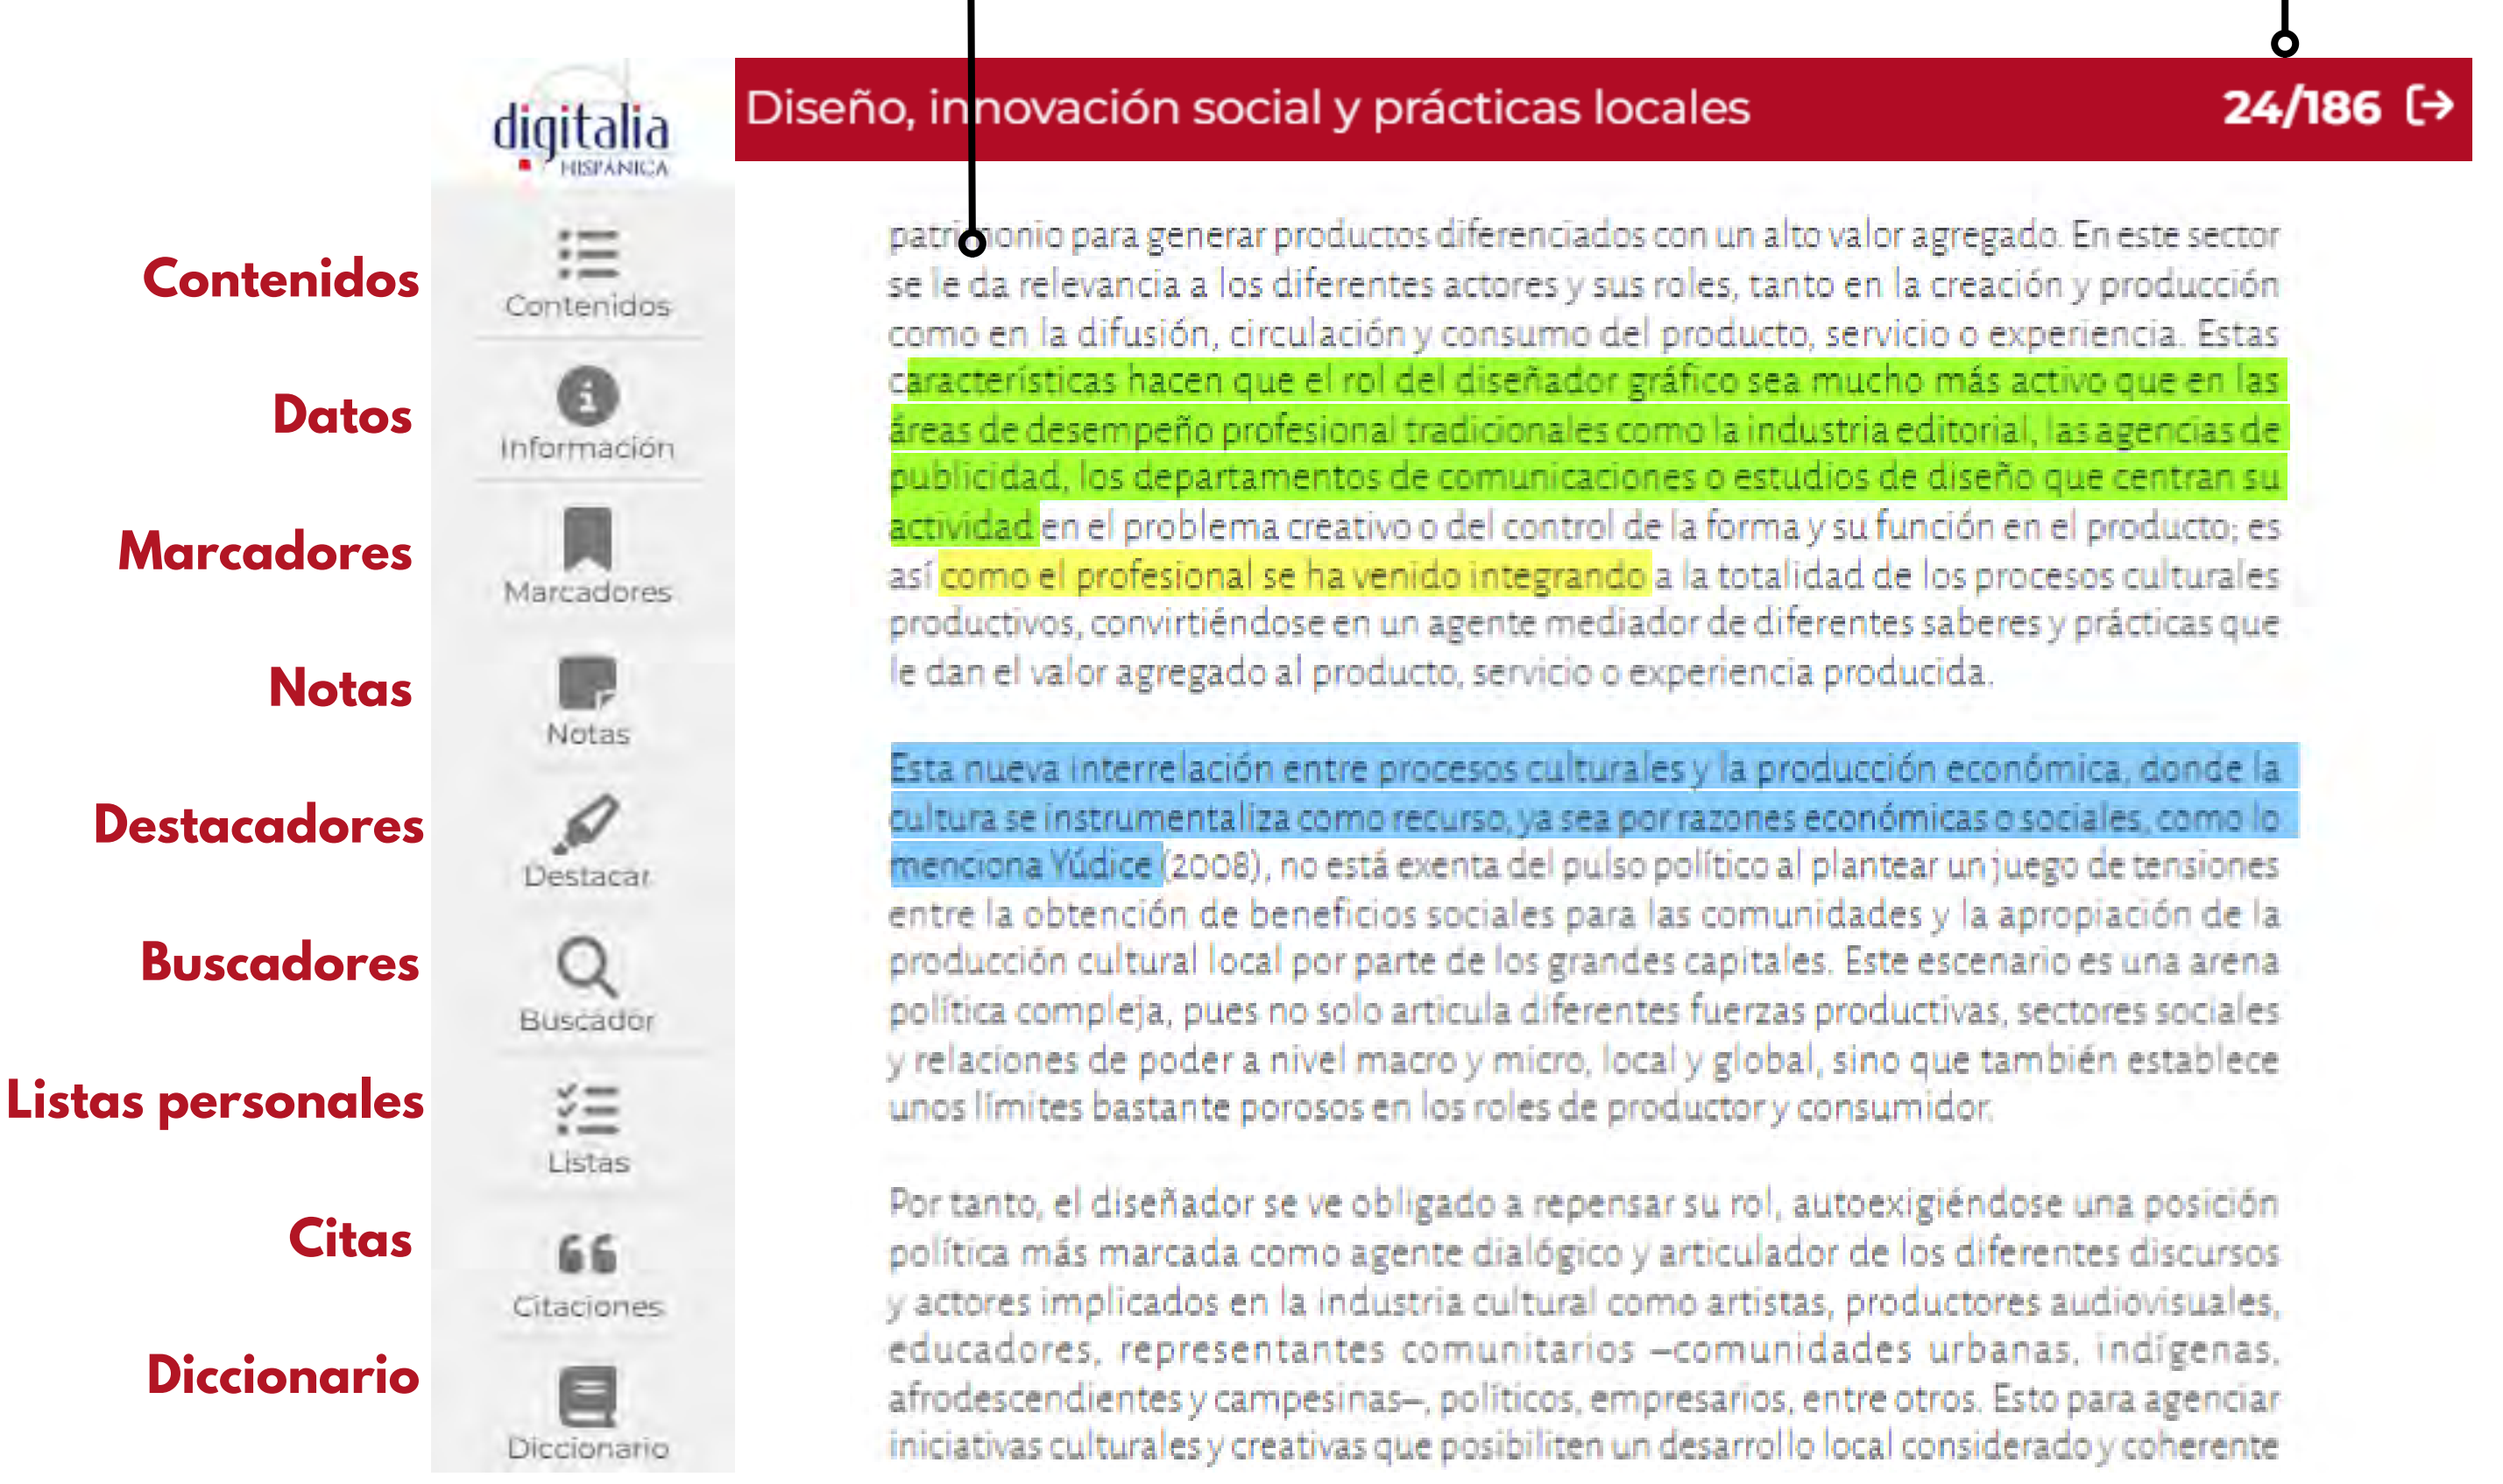 digitalia
HISPÁNICA
Diseño, innovación social y prácticas locales
24/186
Contenidos
Contenidos
Datos
Información
Marcadores
Marcadores
Notas
Notas
Destacadores
Destacar
Buscadores
Buscador
Listas personales
Listas
Citas
Citaciones
Diccionario
Diccionario
patrimonio para generar productos diferenciados con un alto valor agregado. En este sector
se le da relevancia a los diferentes actores y sus roles, tanto en la creación y producción
como en la difusión, circulación y consumo del producto, servicio o experiencia. Estas
características hacen que el rol del diseñador gráfico sea mucho más activo que en las
áreas de desempeño profesional tradicionales como la industria editorial, las agencias de
publicidad, los departamentos de comunicaciones o estudios de diseño que centran su
actividad en el problema creativo o del control de la forma y su función en el producto; es
así como el profesional se ha venido integrando a la totalidad de los procesos culturales
productivos, convirtiéndose en un agente mediador de diferentes saberes y prácticas que
le dan el valor agregado al producto, servicio o experiencia producida.
Esta nueva interrelación entre procesos culturales y la producción económica, donde la
cultura se instrumentaliza como recurso, ya sea por razones económicas o sociales, como lo
menciona Yúdice (2008), no está exenta del pulso político al plantear un juego de tensiones
entre la obtención de beneficios sociales para las comunidades y la apropiación de la
producción cultural local por parte de los grandes capitales. Este escenario es una arena
política compleja, pues no solo articula diferentes fuerzas productivas, sectores sociales
y relaciones de poder a nivel macro y micro, local y global, sino que también establece
unos límites bastante porosos en los roles de productor y consumidor.
Por tanto, el diseñador se ve obligado a repensar su rol, autoexigiéndose una posición
política más marcada como agente dialógico y articulador de los diferentes discursos
y actores implicados en la industria cultural como artistas, productores audiovisuales,
educadores, representantes comunitarios –comunidades urbanas, indígenas,
afrodescendientes y campesinas–, políticos, empresarios, entre otros. Esto para agenciar
iniciativas culturales y creativas que posibiliten un desarrollo local considerado y coherente